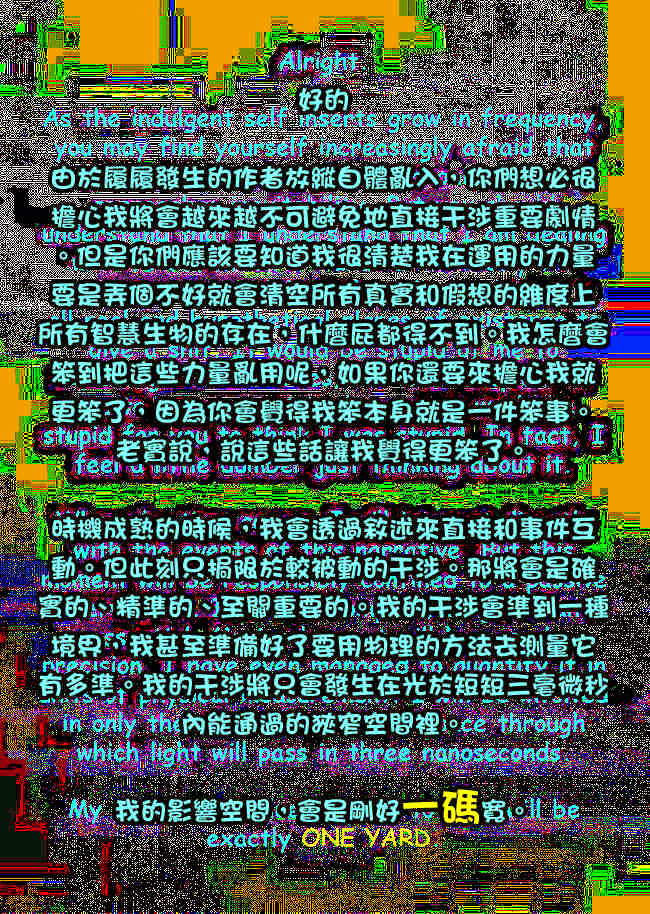 Alright
好的
As the indulgent self inserts grow in frequency,
you may find yourself increasingly afraid that
由於屢屢發生的作者放縱自體亂入，你們想必很
擔心我將會越來越不可避免地直接干涉重要劇情
。但是你們應該要知道我很清楚我在運用的力量
要是弄個不好就會清空所有真實和假想的維度上
所有智慧生物的存在，什麼屁都得不到。我怎麼會
give a shit. It would be stupid of me to
笨到把這些力量亂用呢。如果你還要來擔心我就
更笨了，因為你會覺得我笨本身就是一件笨事。
stupid for you to think I was stupid. In fact, I
老實說，說這些話讓我覺得更笨了。
feel a little dumber just thinking about it.
時機成熟的時候，我會透過敘述來直接和事件互
with the events of this narrative. But this
動。但此刻只侷限於較被動的干涉。那將會是確
實的、精準的、至關重要的。我的干涉會準到一種
境界，我甚至準備好了要用物理的方法去測量它
precision, I have even managed to quantify it in
有多準。我的干涉將只會發生在光於短短三毫微秒
in only the 內能通過的狹窄空間裡。ce through
which light will pass in three nanoseconds.
My 我的影響空間，會是剛好一碼寬。ll be
exactly ONE YARD.